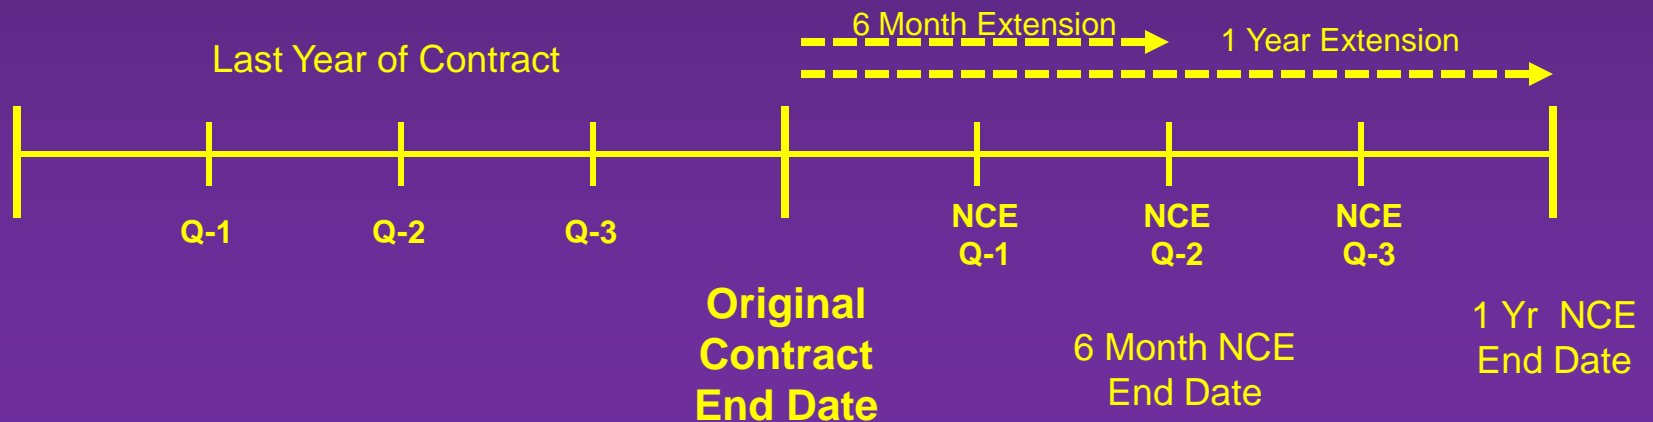 6 Month Extension
1 Year Extension
Last Year of Contract
Q-1
Q-2
Q-3
NCE
Q-1
NCE
Q-2
NCE
Q-3
Original
Contract
End Date
6 Month NCE
End Date
1 Yr NCE
End Date